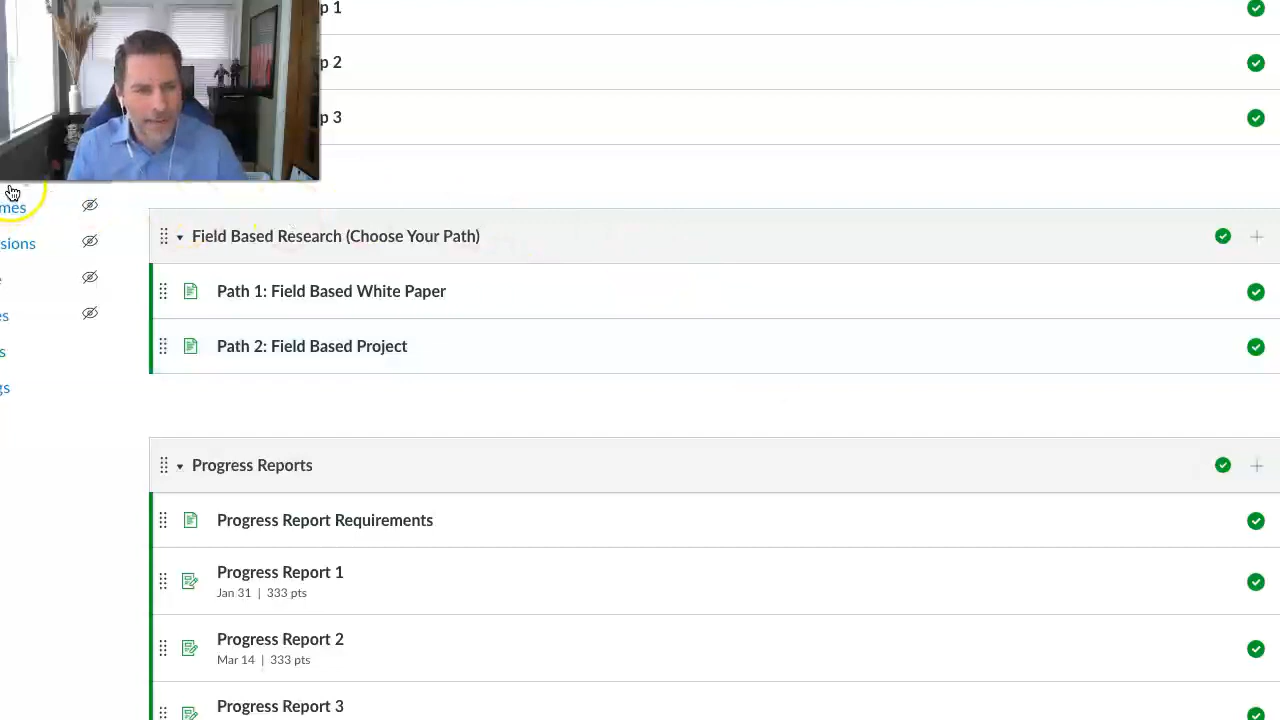 p 1
p 2
p 3
mes
sions
e
es
s
gs
Field Based Research (Choose Your Path)
Path 1: Field Based White Paper
Path 2: Field Based Project
Progress Reports
Progress Report Requirements
Progress Report 1
Jan 31 | 333 pts
Progress Report 2
Mar 14 | 333 pts
Progress Report 3